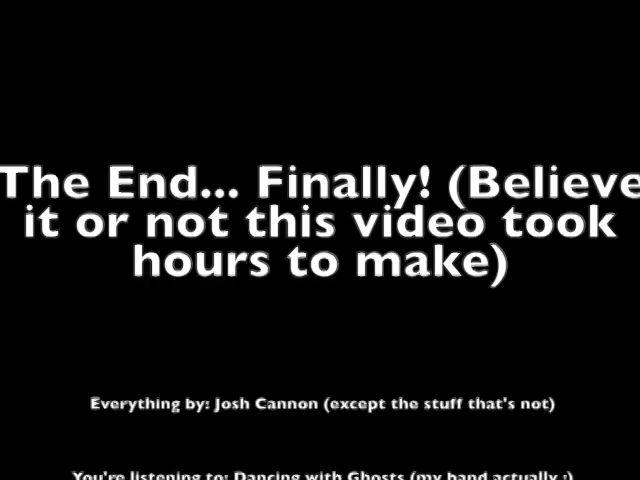 The End... Finally! (Believe
it or not this video took
hours to make)
Everything by: Josh Cannon (except the stuff that's not)
You're listening to: Dancing with Ghosts (my band actually :)